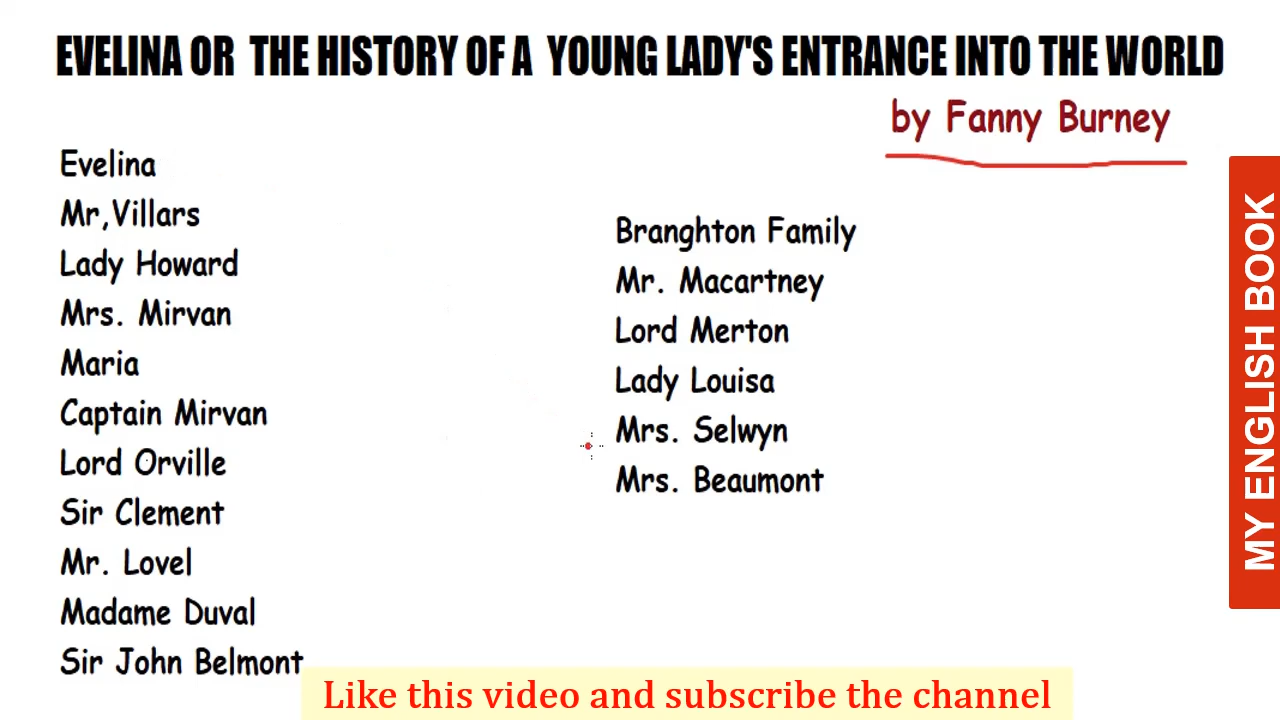 EVELINA OR THE HISTORY OF A YOUNG LADY'S ENTRANCE INTO THE WORLD
by Fanny Burney
Evelina
Mr,Villars
Lady Howard
Mrs. Mirvan
Maria
Captain Mirvan
Lord Orville
Sir Clement
Mr. Lovel
Madame Duval
Sir John Belmont
Branghton Family
Mr. Macartney
Lord Merton
Lady Louisa
Mrs. Selwyn
Mrs. Beaumont
MY ENGLISH BOOK
Like this video and subscribe the channel